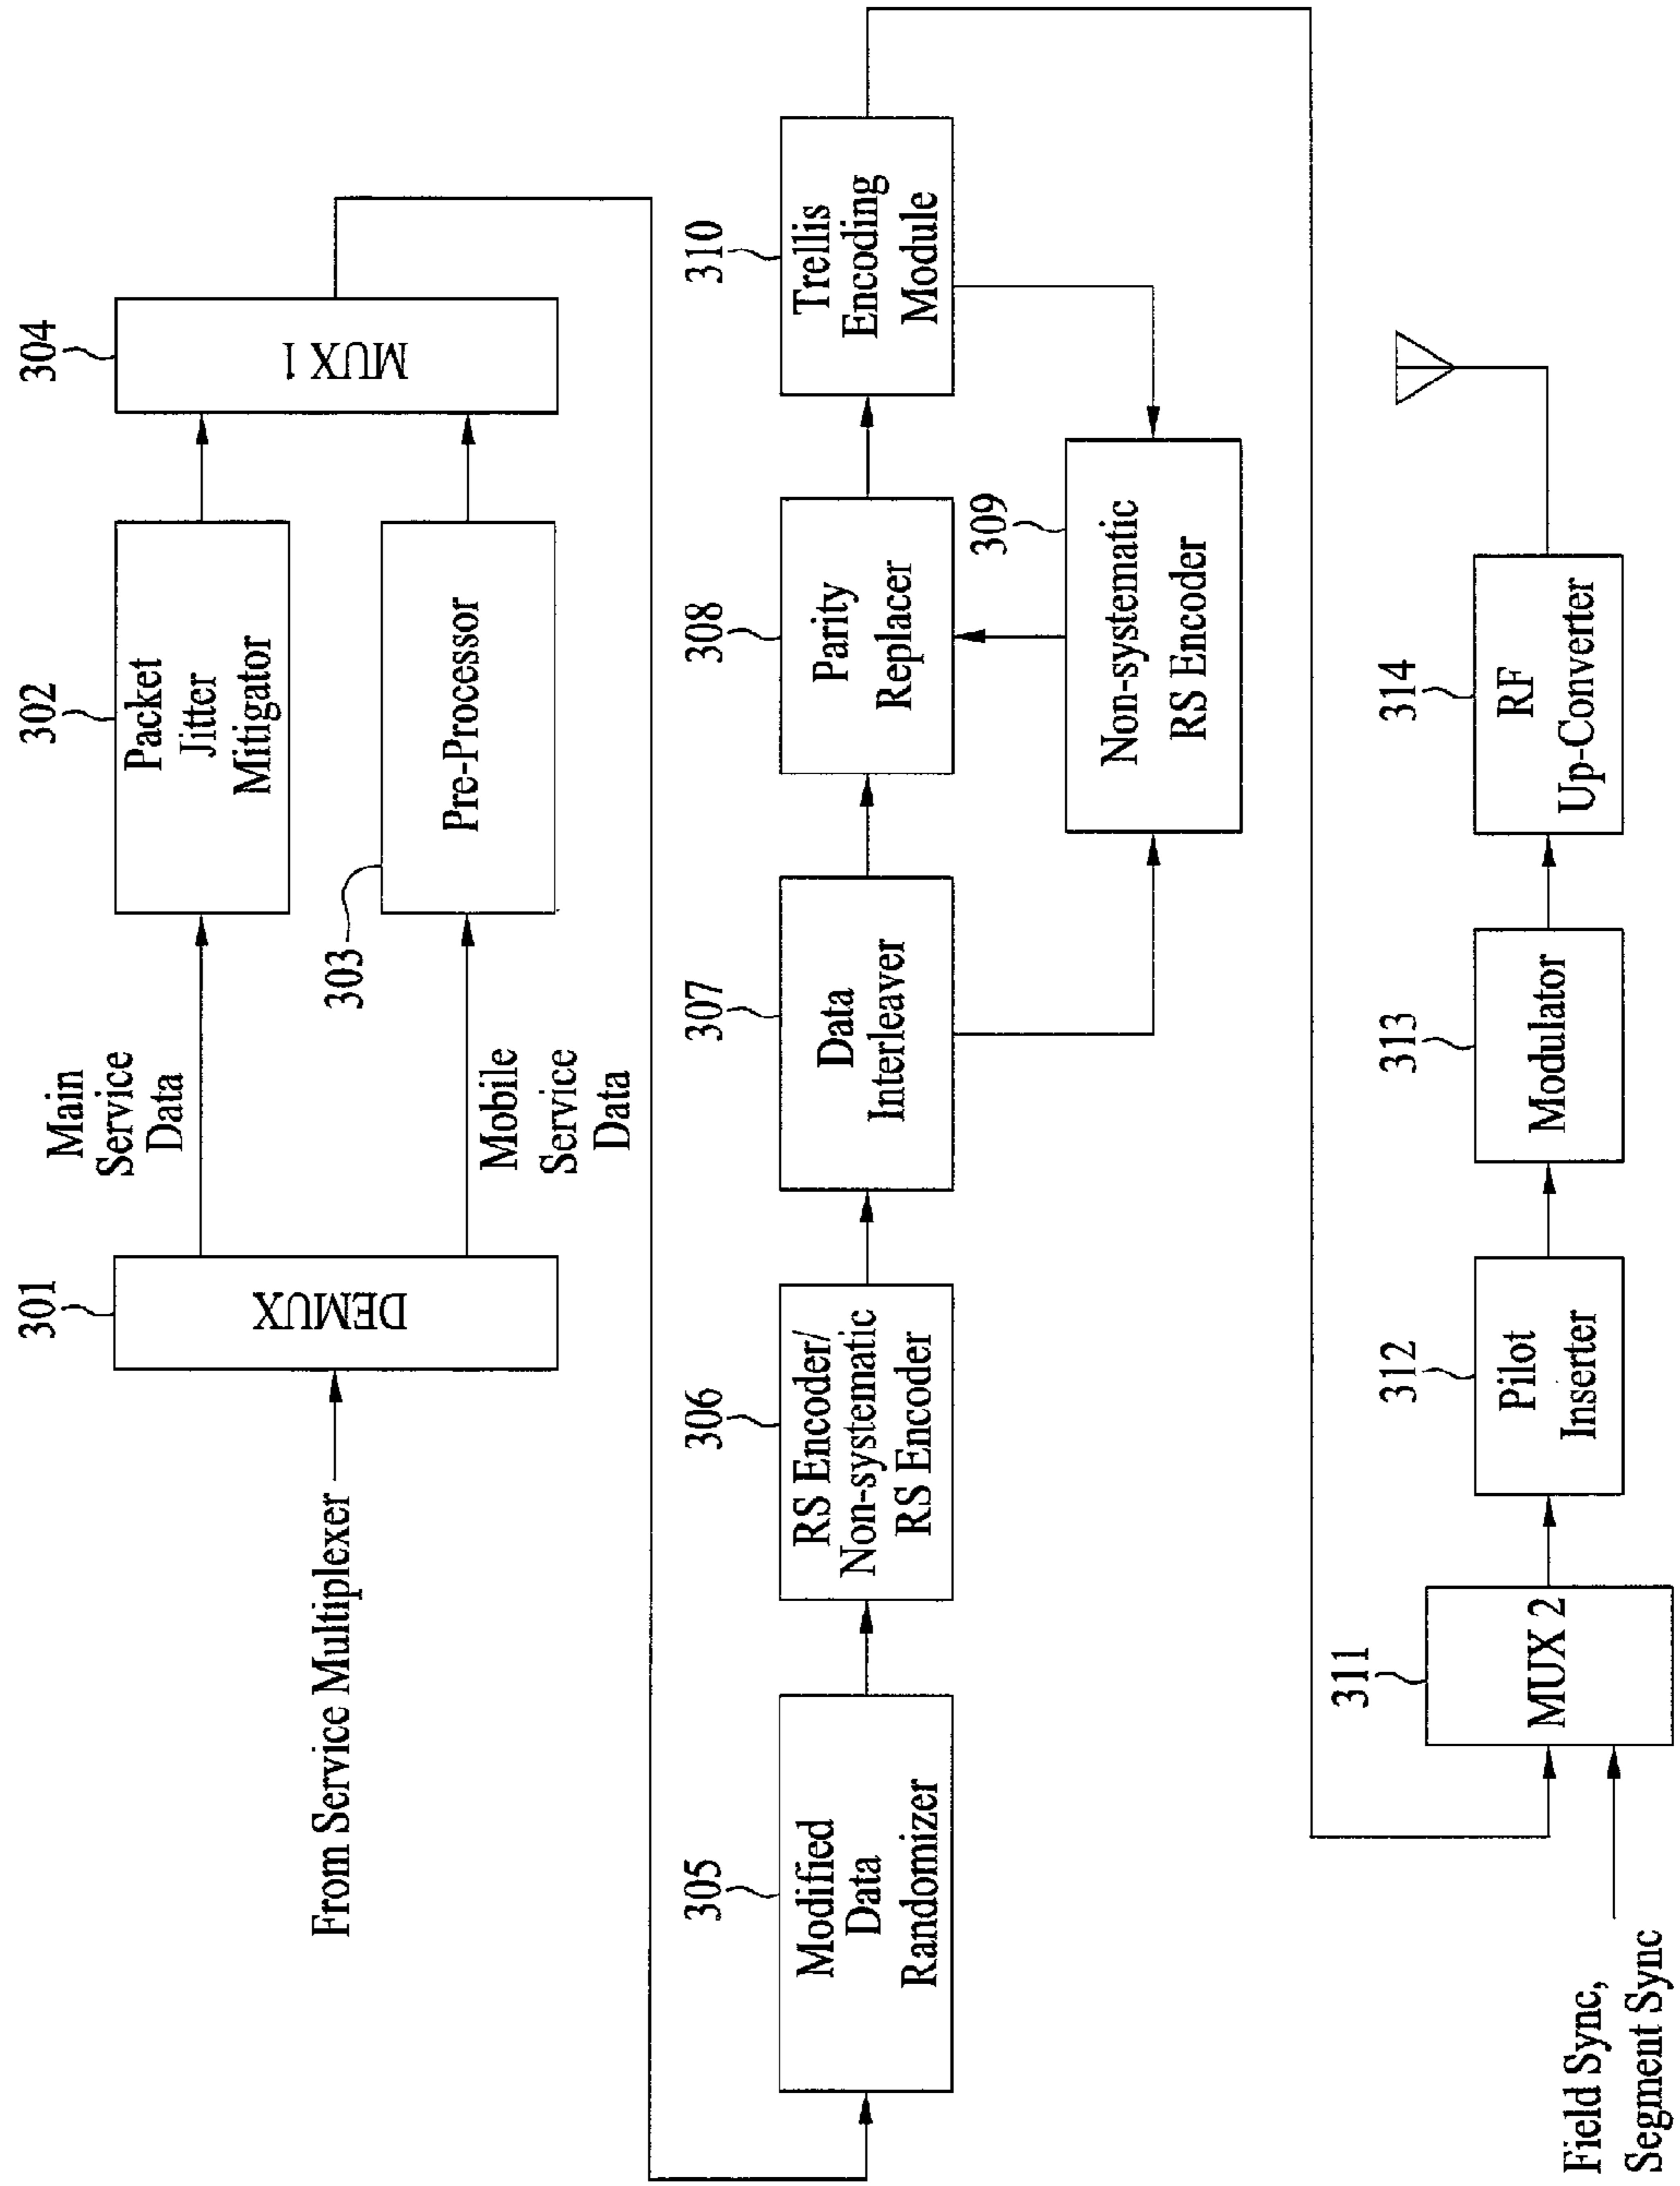 301
302
304
Main
Service
Data
Packet
Jitter
Mitigator
From Service Multiplexer
DEMUX
MUX 1
303
Mobile
Service
Data
Pre-Processor
305
306
307
308
310
Modified
Data
Randomizer
RS Encoder/
Non-systematic
RS Encoder
Data
Interleaver
Parity
Replacer
Trellis
Encoding
Module
309
Non-systematic
RS Encoder
311
312
313
314
MUX 2
Pilot
Inserter
Modulator
RF
Up-Converter
Field Sync,
Segment Sync